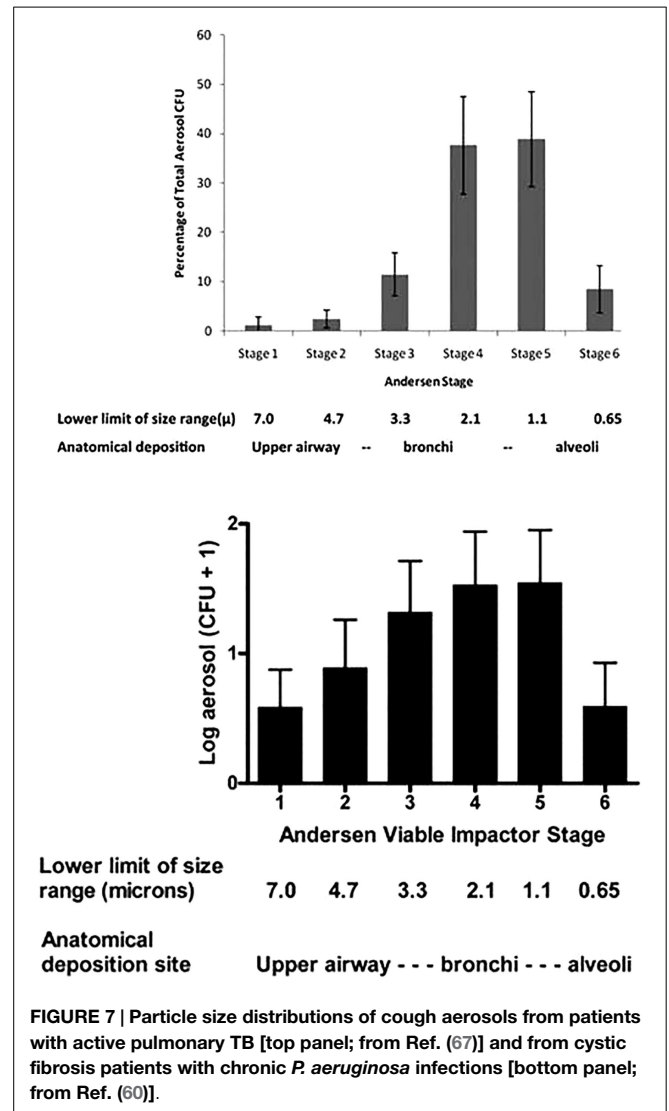 60
50
40
30
20
10
0
Percentage of Total Aerosol CFU
Stage 1 Stage 2 Stage 3 Stage 4 Stage 5 Stage 6
Andersen Stage
Lower limit of size range(μ) 7.0 4.7 3.3 2.1 1.1 0.65
Anatomical deposition Upper airway -- bronchi -- alveoli
2
1
0
Log aerosol (CFU + 1)
1 2 3 4 5 6
Andersen Viable Impactor Stage
Lower limit of size
range (microns) 7.0 4.7 3.3 2.1 1.1 0.65
Anatomical
deposition site Upper airway - - - bronchi - - - alveoli
FIGURE 7 | Particle size distributions of cough aerosols from patients
with active pulmonary TB [top panel; from Ref. (67)] and from cystic
fibrosis patients with chronic P. aeruginosa infections [bottom panel;
from Ref. (60)].